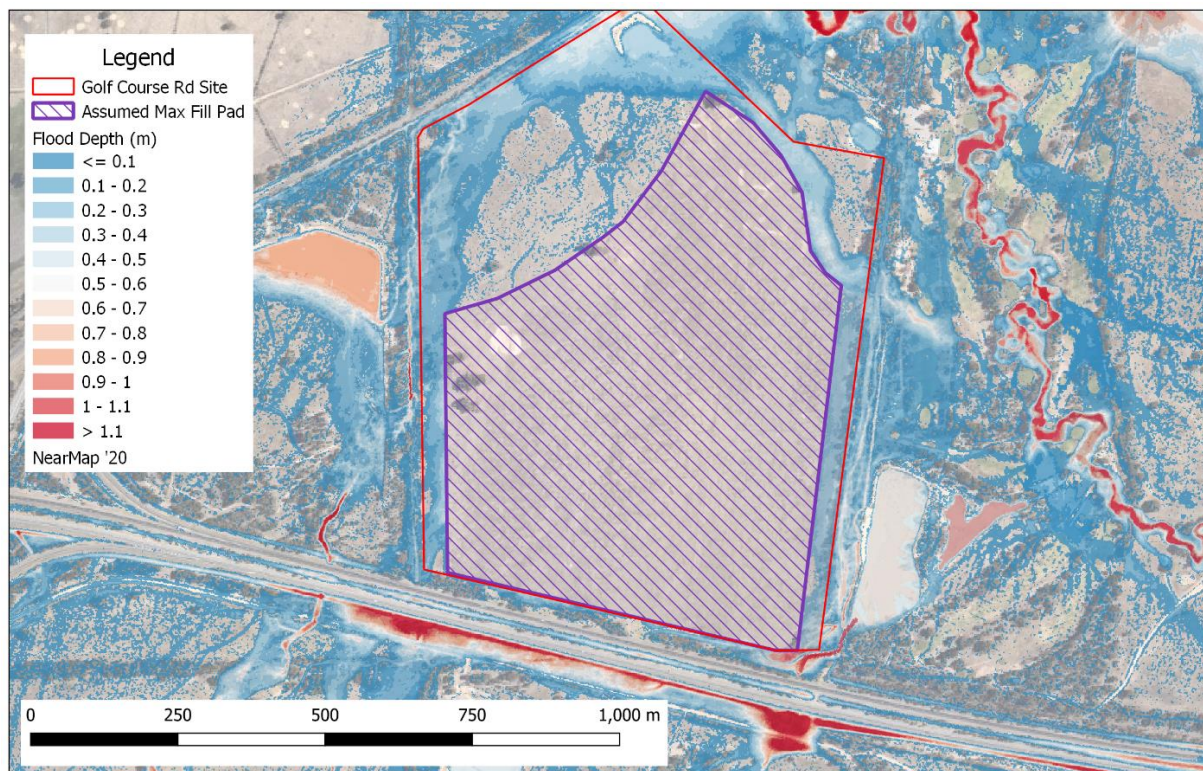 Legend
Golf Course Rd Site
Assumed Max Fill Pad
Flood Depth (m)
<= 0.1
0.1 - 0.2
0.2 - 0.3
0.3 - 0.4
0.4 - 0.5
0.5 - 0.6
0.6 - 0.7
0.7 - 0.8
0.8 - 0.9
0.9 - 1
1 - 1.1
> 1.1
NearMap '20
0 250 500 750 1,000 m